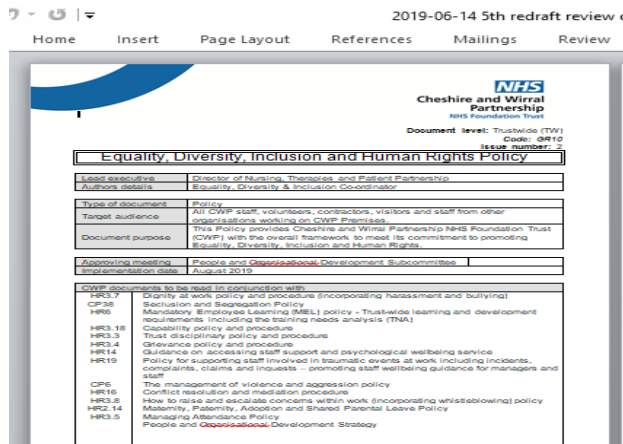 2019-06-14 5th redraft review
Home Insert Page Layout References Mailings Review
NHS
Cheshire and Wirral
Partnership
NHS Foundation Trust
Document level: Trustwide (TW)
Code: GR10
Issue number: 2
Equality, Diversity, Inclusion and Human Rights Policy
Lead executive Director of Nursing, Therapies and Patient Partnership
Authors details Equality, Diversity & Inclusion Co-ordinator
Type of document Policy
Target audience All CWP staff, volunteers, contractors, visitors and staff from other
organisations working on CWP Premises.
Document purpose This Policy provides Cheshire and Wirral Partnership NHS Foundation Trust
(CWP) with the overall framework to meet its commitment to promoting
Equality, Diversity, Inclusion and Human Rights.
Approving meeting People and Organisational Development Subcommittee
Implementation date August 2019
CWP documents to be read in conjunction with
HR3.7 Dignity at work policy and procedure (incorporating harassment and bullying)
CP38 Seclusion and Segregation Policy
HR6 Mandatory Employee Learning (MEL) policy - Trust-wide learning and development
requirements including the training needs analysis (TNA)
HR3.18 Capability policy and procedure
HR3.3 Trust disciplinary policy and procedure
HR3.4 Grievance policy and procedure
HR14 Guidance on accessing staff support and psychological wellbeing service
HR19 Policy for supporting staff involved in traumatic events at work including incidents,
complaints, claims and inquests – promoting staff wellbeing guidance for managers and
staff
CP6 The management of violence and aggression policy
HR16 Conflict resolution and mediation procedure
HR3.8 How to raise and escalate concerns within work (incorporating whistleblowing) policy
HR2.14 Maternity, Paternity, Adoption and Shared Parental Leave Policy
HR3.5 Managing Attendance Policy
People and Organisational Development Strategy